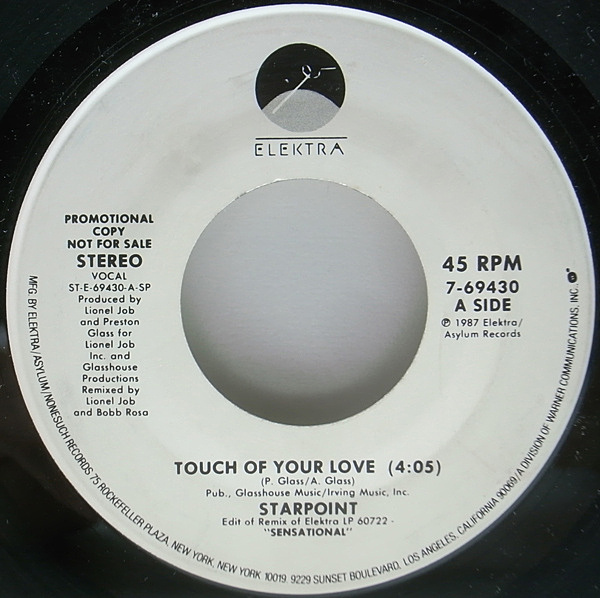 ELEKTRA
PROMOTIONAL
COPY
NOT FOR SALE
STEREO
VOCAL
ST-E-69430-A-SP
Produced by
Lionel Job
and Preston
Glass for
Lionel Job
Inc. and
Glasshouse
Productions
Remixed by
Lionel Job
and Bobb Rosa
45 RPM
7-69430
A SIDE
℗ 1987 Elektra/
Asylum Records
TOUCH OF YOUR LOVE (4:05)
(P. Glass/A. Glass)
Pub., Glasshouse Music/Irving Music, Inc.
STARPOINT
Edit of Remix of Elektra LP 60722 -
"SENSATIONAL"
MFG BY ELEKTRA/ASYLUM/NONESUCH RECORDS 75 ROCKEFELLER PLAZA, NEW YORK, NEW YORK 10019. 9229 SUNSET BOULEVARD, LOS ANGELES, CALIFORNIA 90069/A DIVISION OF WARNER COMMUNICATIONS, INC.